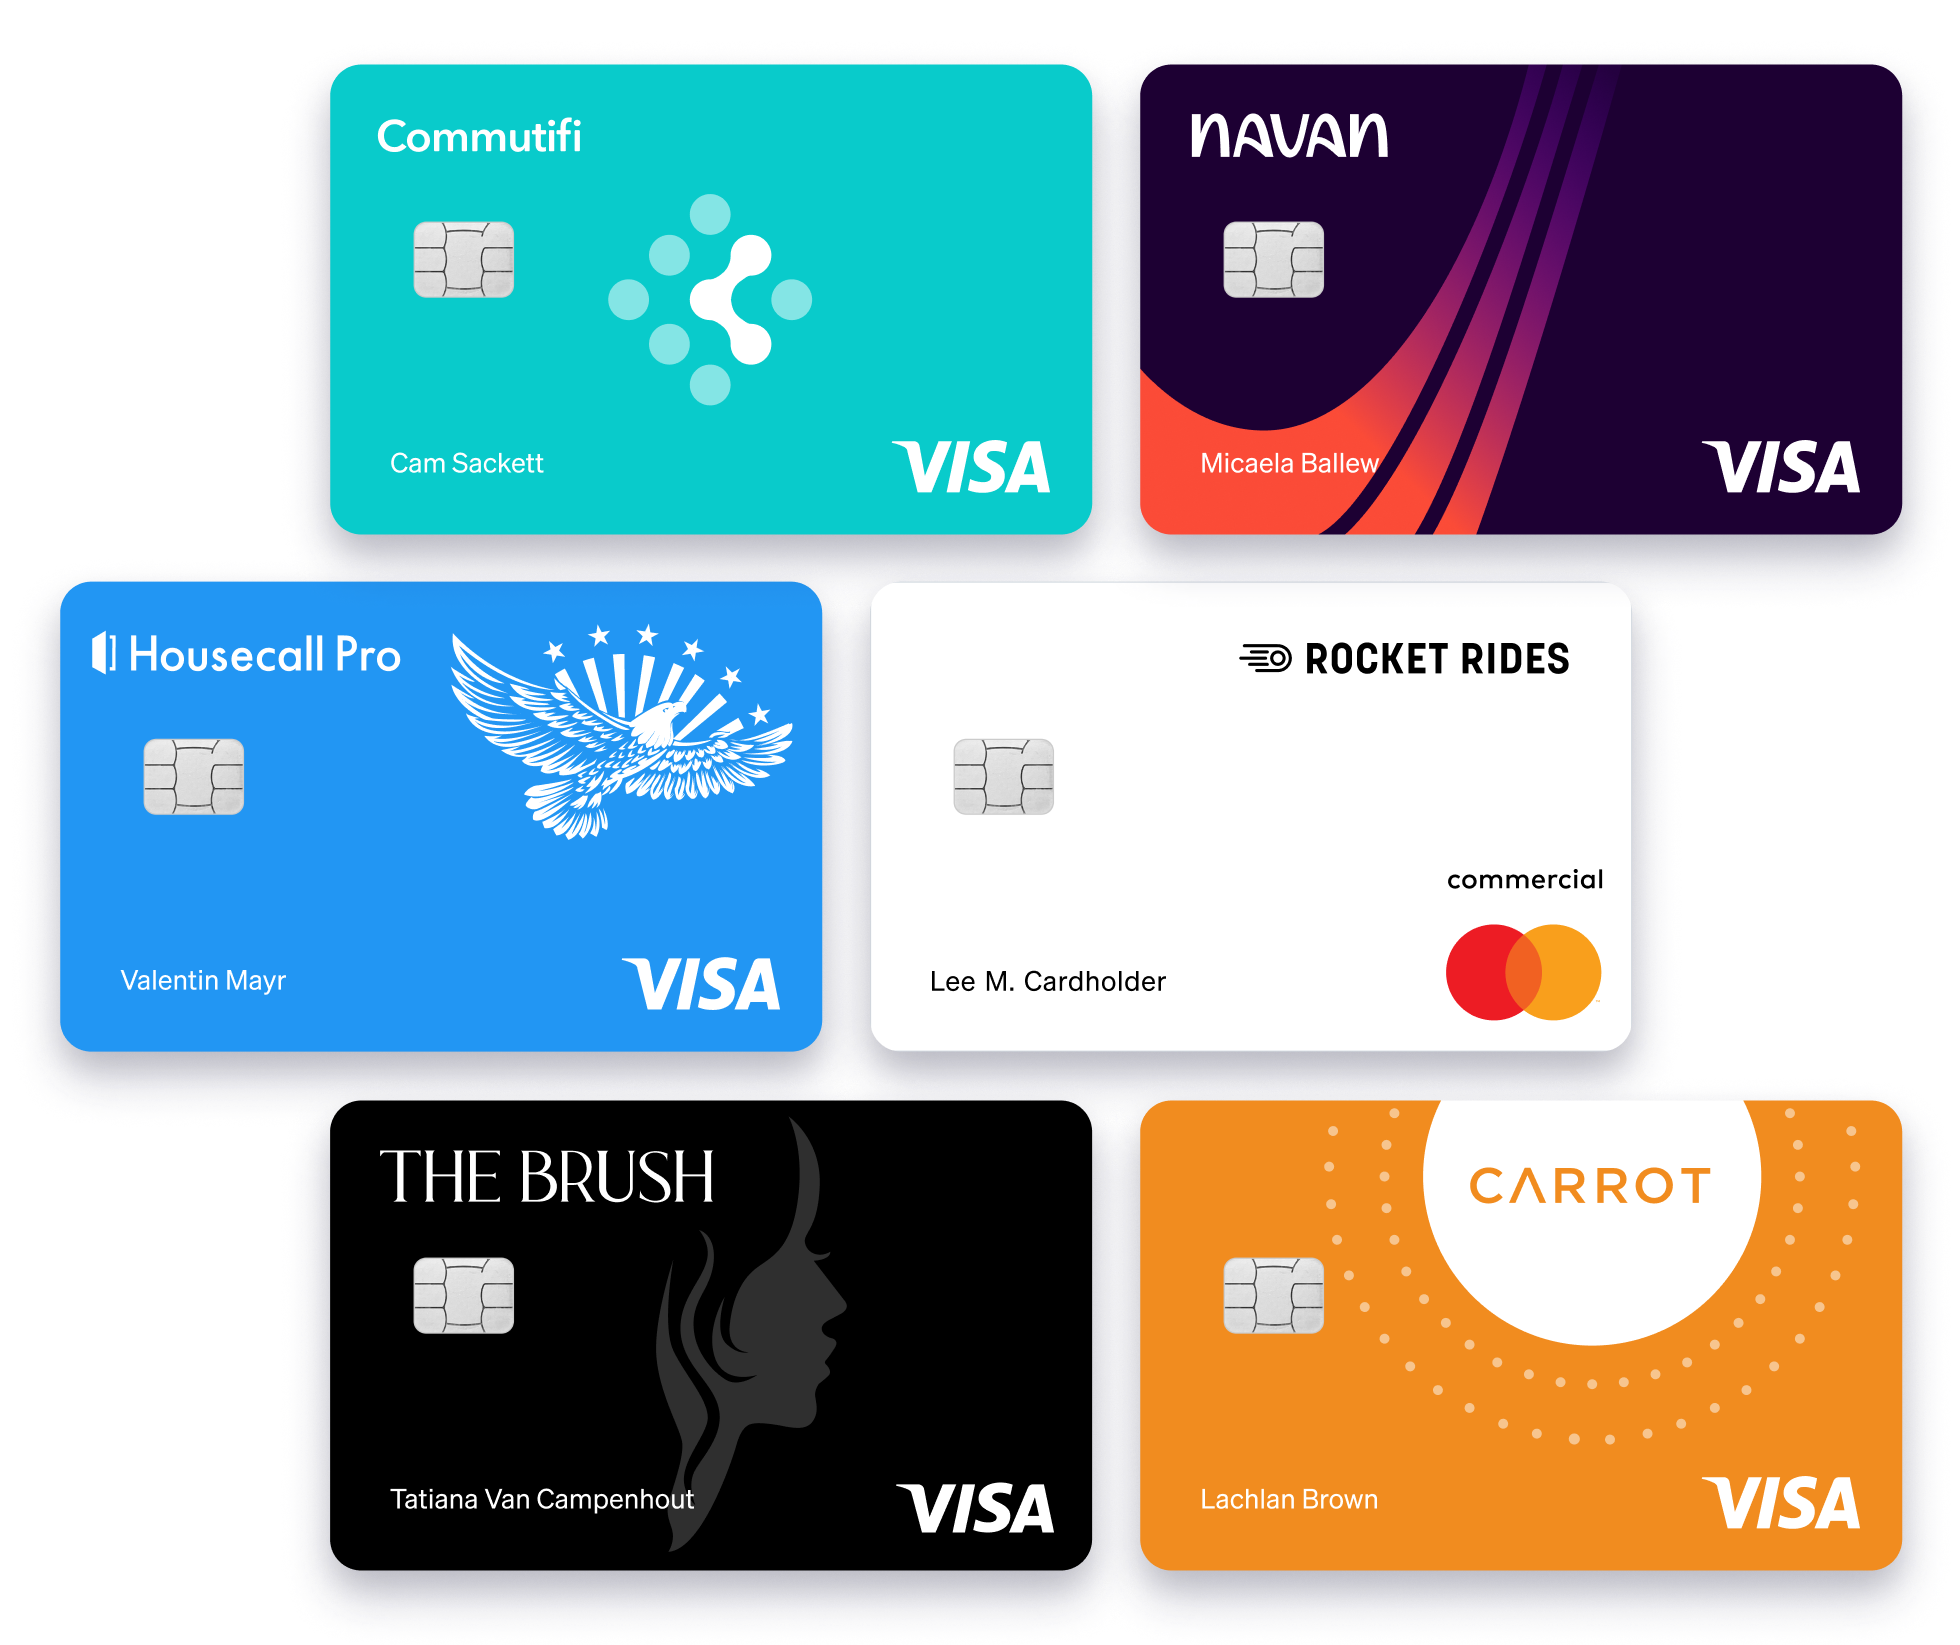 Commutifi
Cam Sackett
VISA
NAVAN
Micaela Ballew
VISA
Housecall Pro
Valentin Mayr
VISA
ROCKET RIDES
commercial
Lee M. Cardholder
THE BRUSH
Tatiana Van Campenhout
VISA
CARROT
Lachlan Brown
VISA